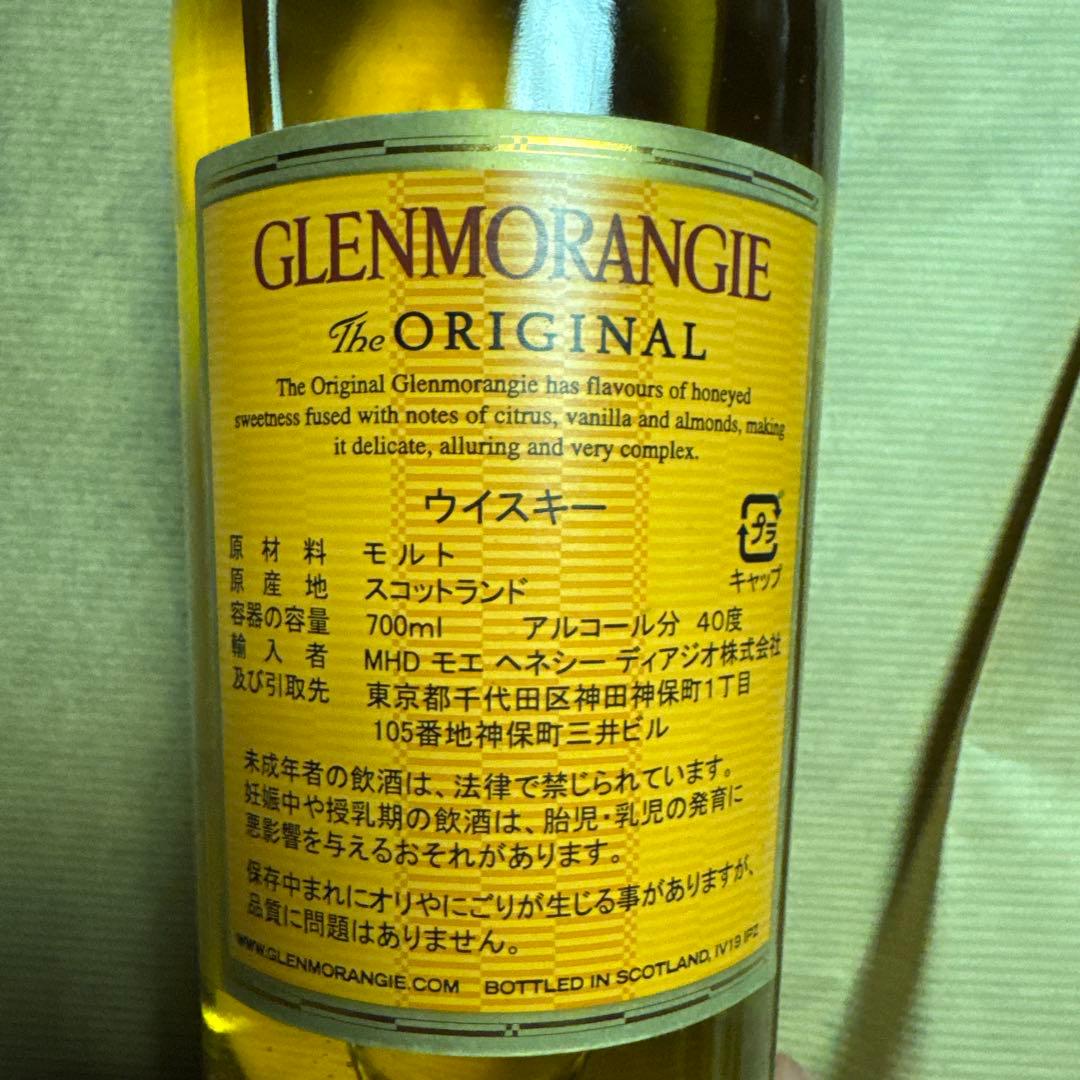 GLENMORANGIE
The ORIGINAL
The Original Glenmorangie has flavours of honeyed
sweetness fused with notes of citrus, vanilla and almonds, making
it delicate, alluring and very complex.
ウイスキー
プラ
キャップ
原材料 モルト
原産地 スコットランド
容器の容量 700ml アルコール分 40度
輸入者 MHD モエ ヘネシー ディアジオ株式会社
及び引取先 東京都千代田区神田神保町1丁目
105番地神保町三井ビル
未成年者の飲酒は、法律で禁じられています。
妊娠中や授乳期の飲酒は、胎児・乳児の発育に
悪影響を与えるおそれがあります。
保存中まれにオリやにごりが生じる事がありますが、
品質に問題はありません。
WWW.GLENMORANGIE.COM BOTTLED IN SCOTLAND, IV19 1PZ